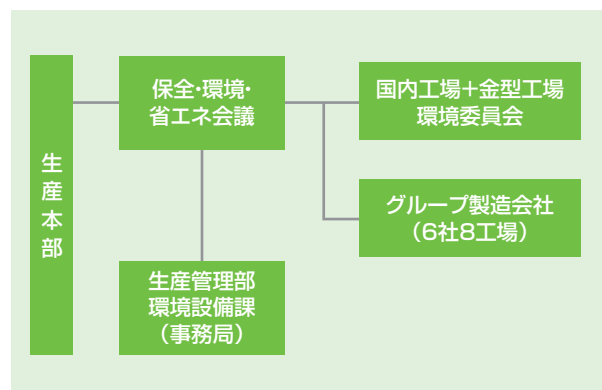 生産本部
保全・環境・
省エネ会議
国内工場+金型工場
環境委員会
グループ製造会社
（6社8工場）
生産管理部
環境設備課
（事務局）